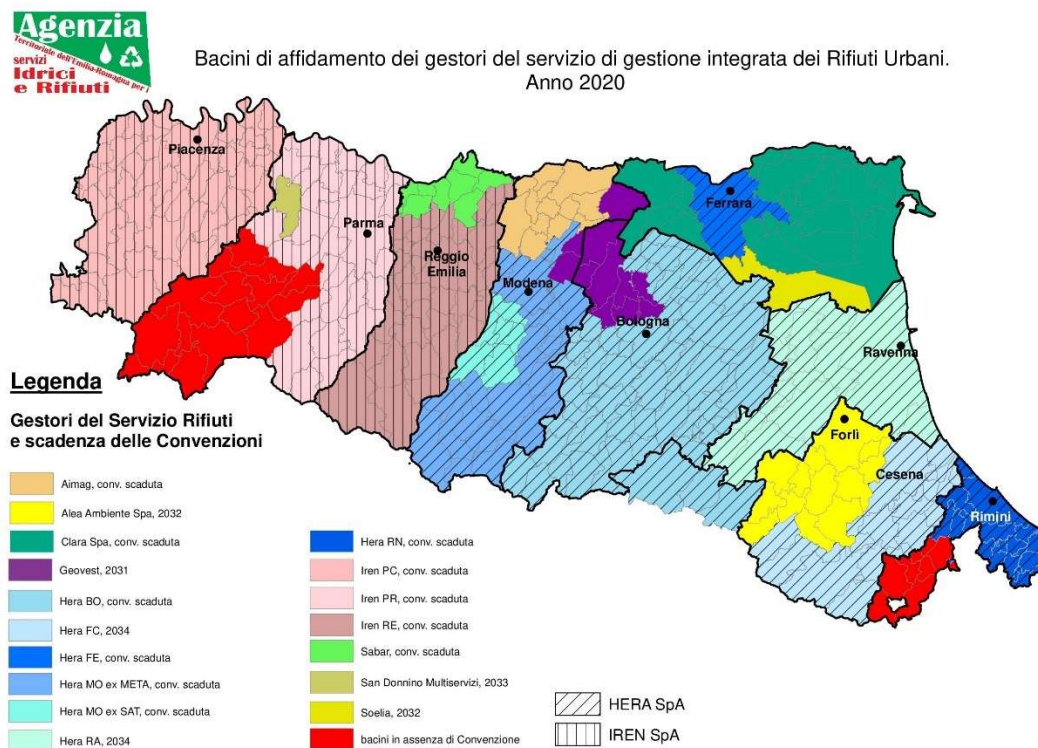 Agenzia
Territoriale dell'Emilia-Romagna per i
servizi
Idrici
e Rifiuti
Bacini di affidamento dei gestori del servizio di gestione integrata dei Rifiuti Urbani.
Anno 2020
Piacenza
Parma
Reggio
Emilia
Modena
Bologna
Ferrara
Ravenna
Forlì
Cesena
Rimini
Legenda
Gestori del Servizio Rifiuti
e scadenza delle Convenzioni
Aimag, conv. scaduta
Alea Ambiente Spa, 2032
Clara Spa, conv. scaduta
Geovest, 2031
Hera BO, conv. scaduta
Hera FC, 2034
Hera FE, conv. scaduta
Hera MO ex META, conv. scaduta
Hera MO ex SAT, conv. scaduta
Hera RA, 2034
Hera RN, conv. scaduta
Iren PC, conv. scaduta
Iren PR, conv. scaduta
Iren RE, conv. scaduta
Sabar, conv. scaduta
San Donnino Multiservizi, 2033
Soelia, 2032
bacini in assenza di Convenzione
HERA SpA
IREN SpA